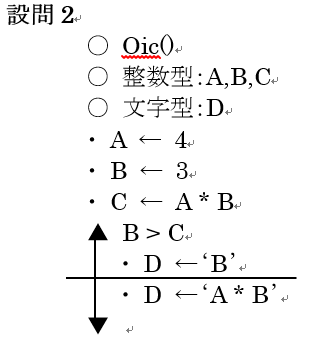 設問 2
○ Oic()
○ 整数型:A,B,C
○ 文字型:D
・ A ← 4
・ B ← 3
・ C ← A * B
B > C
・ D ←‘B’
・ D ←‘A * B’